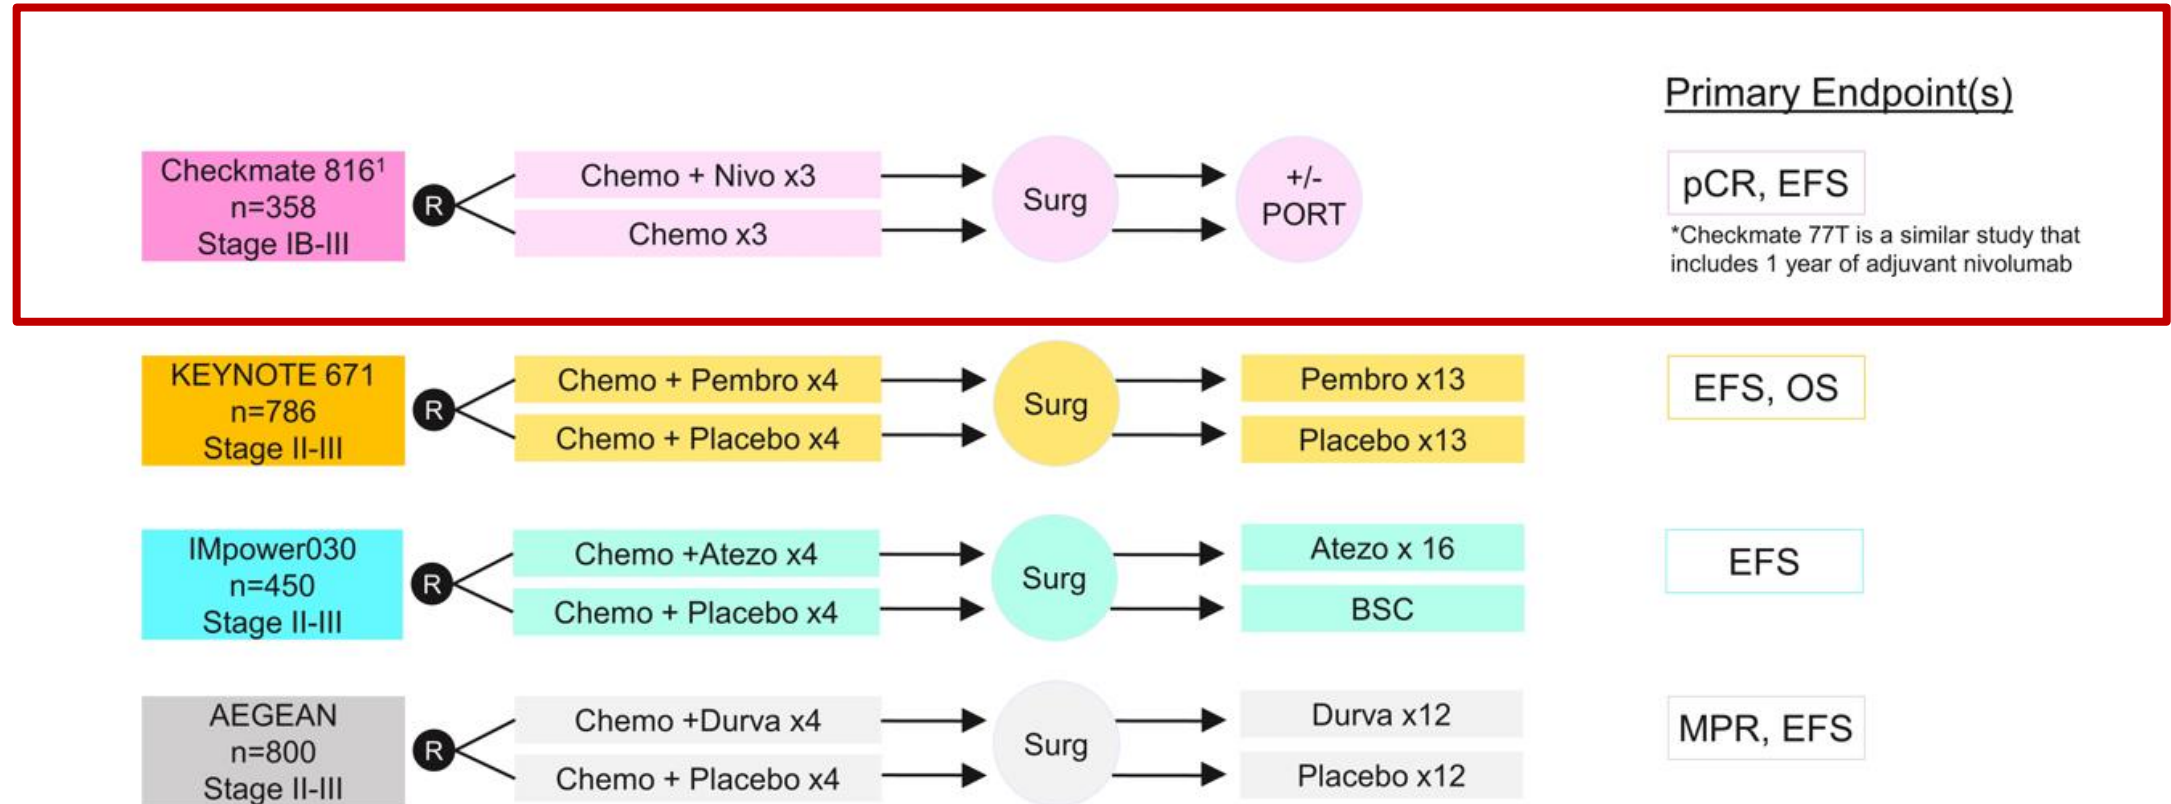 Primary Endpoint(s)
Checkmate 816¹
n=358
Stage IB-III
R
Chemo + Nivo x3
Chemo x3
Surg
+/-
PORT
pCR, EFS
*Checkmate 77T is a similar study that
includes 1 year of adjuvant nivolumab
KEYNOTE 671
n=786
Stage II-III
R
Chemo + Pembro x4
Chemo + Placebo x4
Surg
Pembro x13
Placebo x13
EFS, OS
IMpower030
n=450
Stage II-III
R
Chemo +Atezo x4
Chemo + Placebo x4
Surg
Atezo x 16
BSC
EFS
AEGEAN
n=800
Stage II-III
R
Chemo +Durva x4
Chemo + Placebo x4
Surg
Durva x12
Placebo x12
MPR, EFS